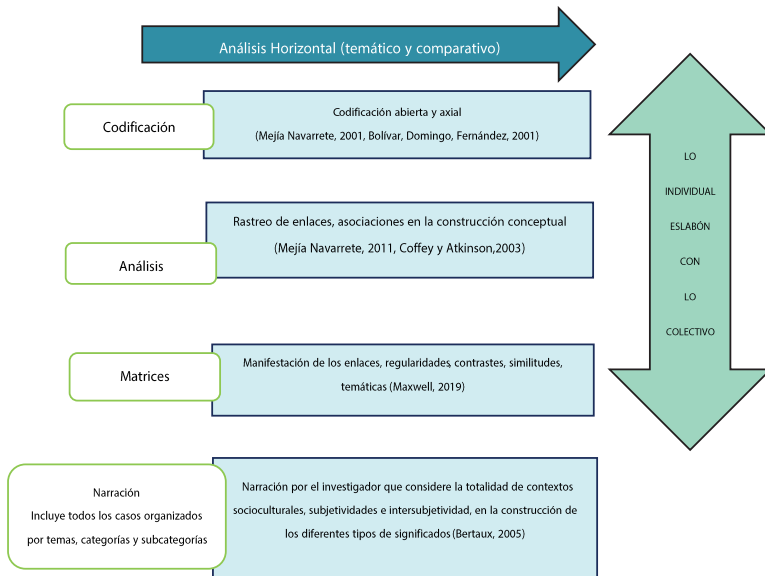 Análisis Horizontal (temático y comparativo)
Codificación
Codificación abierta y axial
(Mejía Navarrete, 2001, Bolívar, Domingo, Fernández, 2001)
Análisis
Rastreo de enlaces, asociaciones en la construcción conceptual
(Mejía Navarrete, 2011, Coffey y Atkinson,2003)
Matrices
Manifestación de los enlaces, regularidades, contrastes, similitudes,
temáticas (Maxwell, 2019)
Narración
Incluye todos los casos organizados
por temas, categorías y subcategorías
Narración por el investigador que considere la totalidad de contextos
socioculturales, subjetividades e intersubjetividad, en la construcción de
los diferentes tipos de significados (Bertaux, 2005)
LO
INDIVIDUAL
ESLABÓN
CON
LO
COLECTIVO